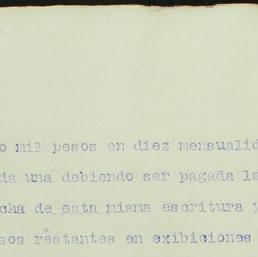 o mil pesos en diez mensualid
da una debiendo ser pagada la
cha de esta misma escritura y
sos restantes en exibiciones